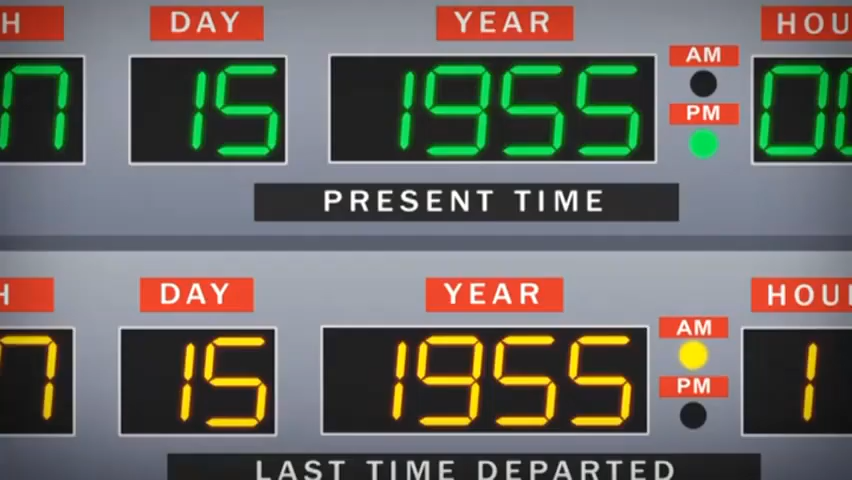 H DAY YEAR HOU
AM
15 1955
PM
PRESENT TIME
H DAY YEAR HOU
AM
15 1955 1
PM
LAST TIME DEPARTED